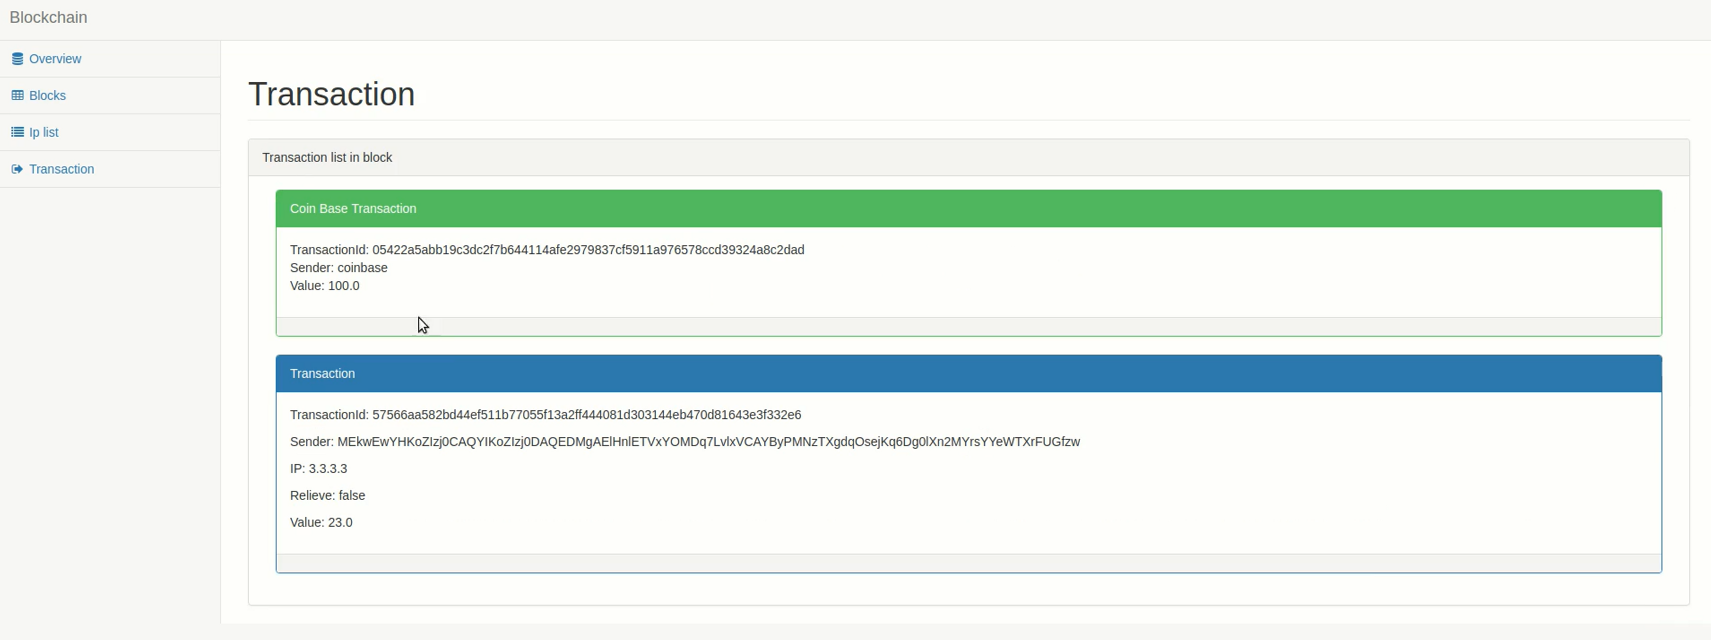 Blockchain
Overview
Blocks
Ip list
Transaction
Transaction
Transaction list in block
Coin Base Transaction
TransactionId: 05422a5abb19c3dc2f7b644114afe2979837cf5911a976578ccd39324a8c2dad
Sender: coinbase
Value: 100.0
Transaction
TransactionId: 57566aa582bd44ef511b77055f13a2ff444081d303144eb470d81643e3f332e6
Sender: MEkwEwYHKoZIzj0CAQYIKoZIzj0DAQEDMgAElHnlETVxYOMDq7LvlxVCAYByPMNzTXgdqOsejKq6Dg0lXn2MYrsYYeWTXrFUGfzw
IP: 3.3.3.3
Relieve: false
Value: 23.0